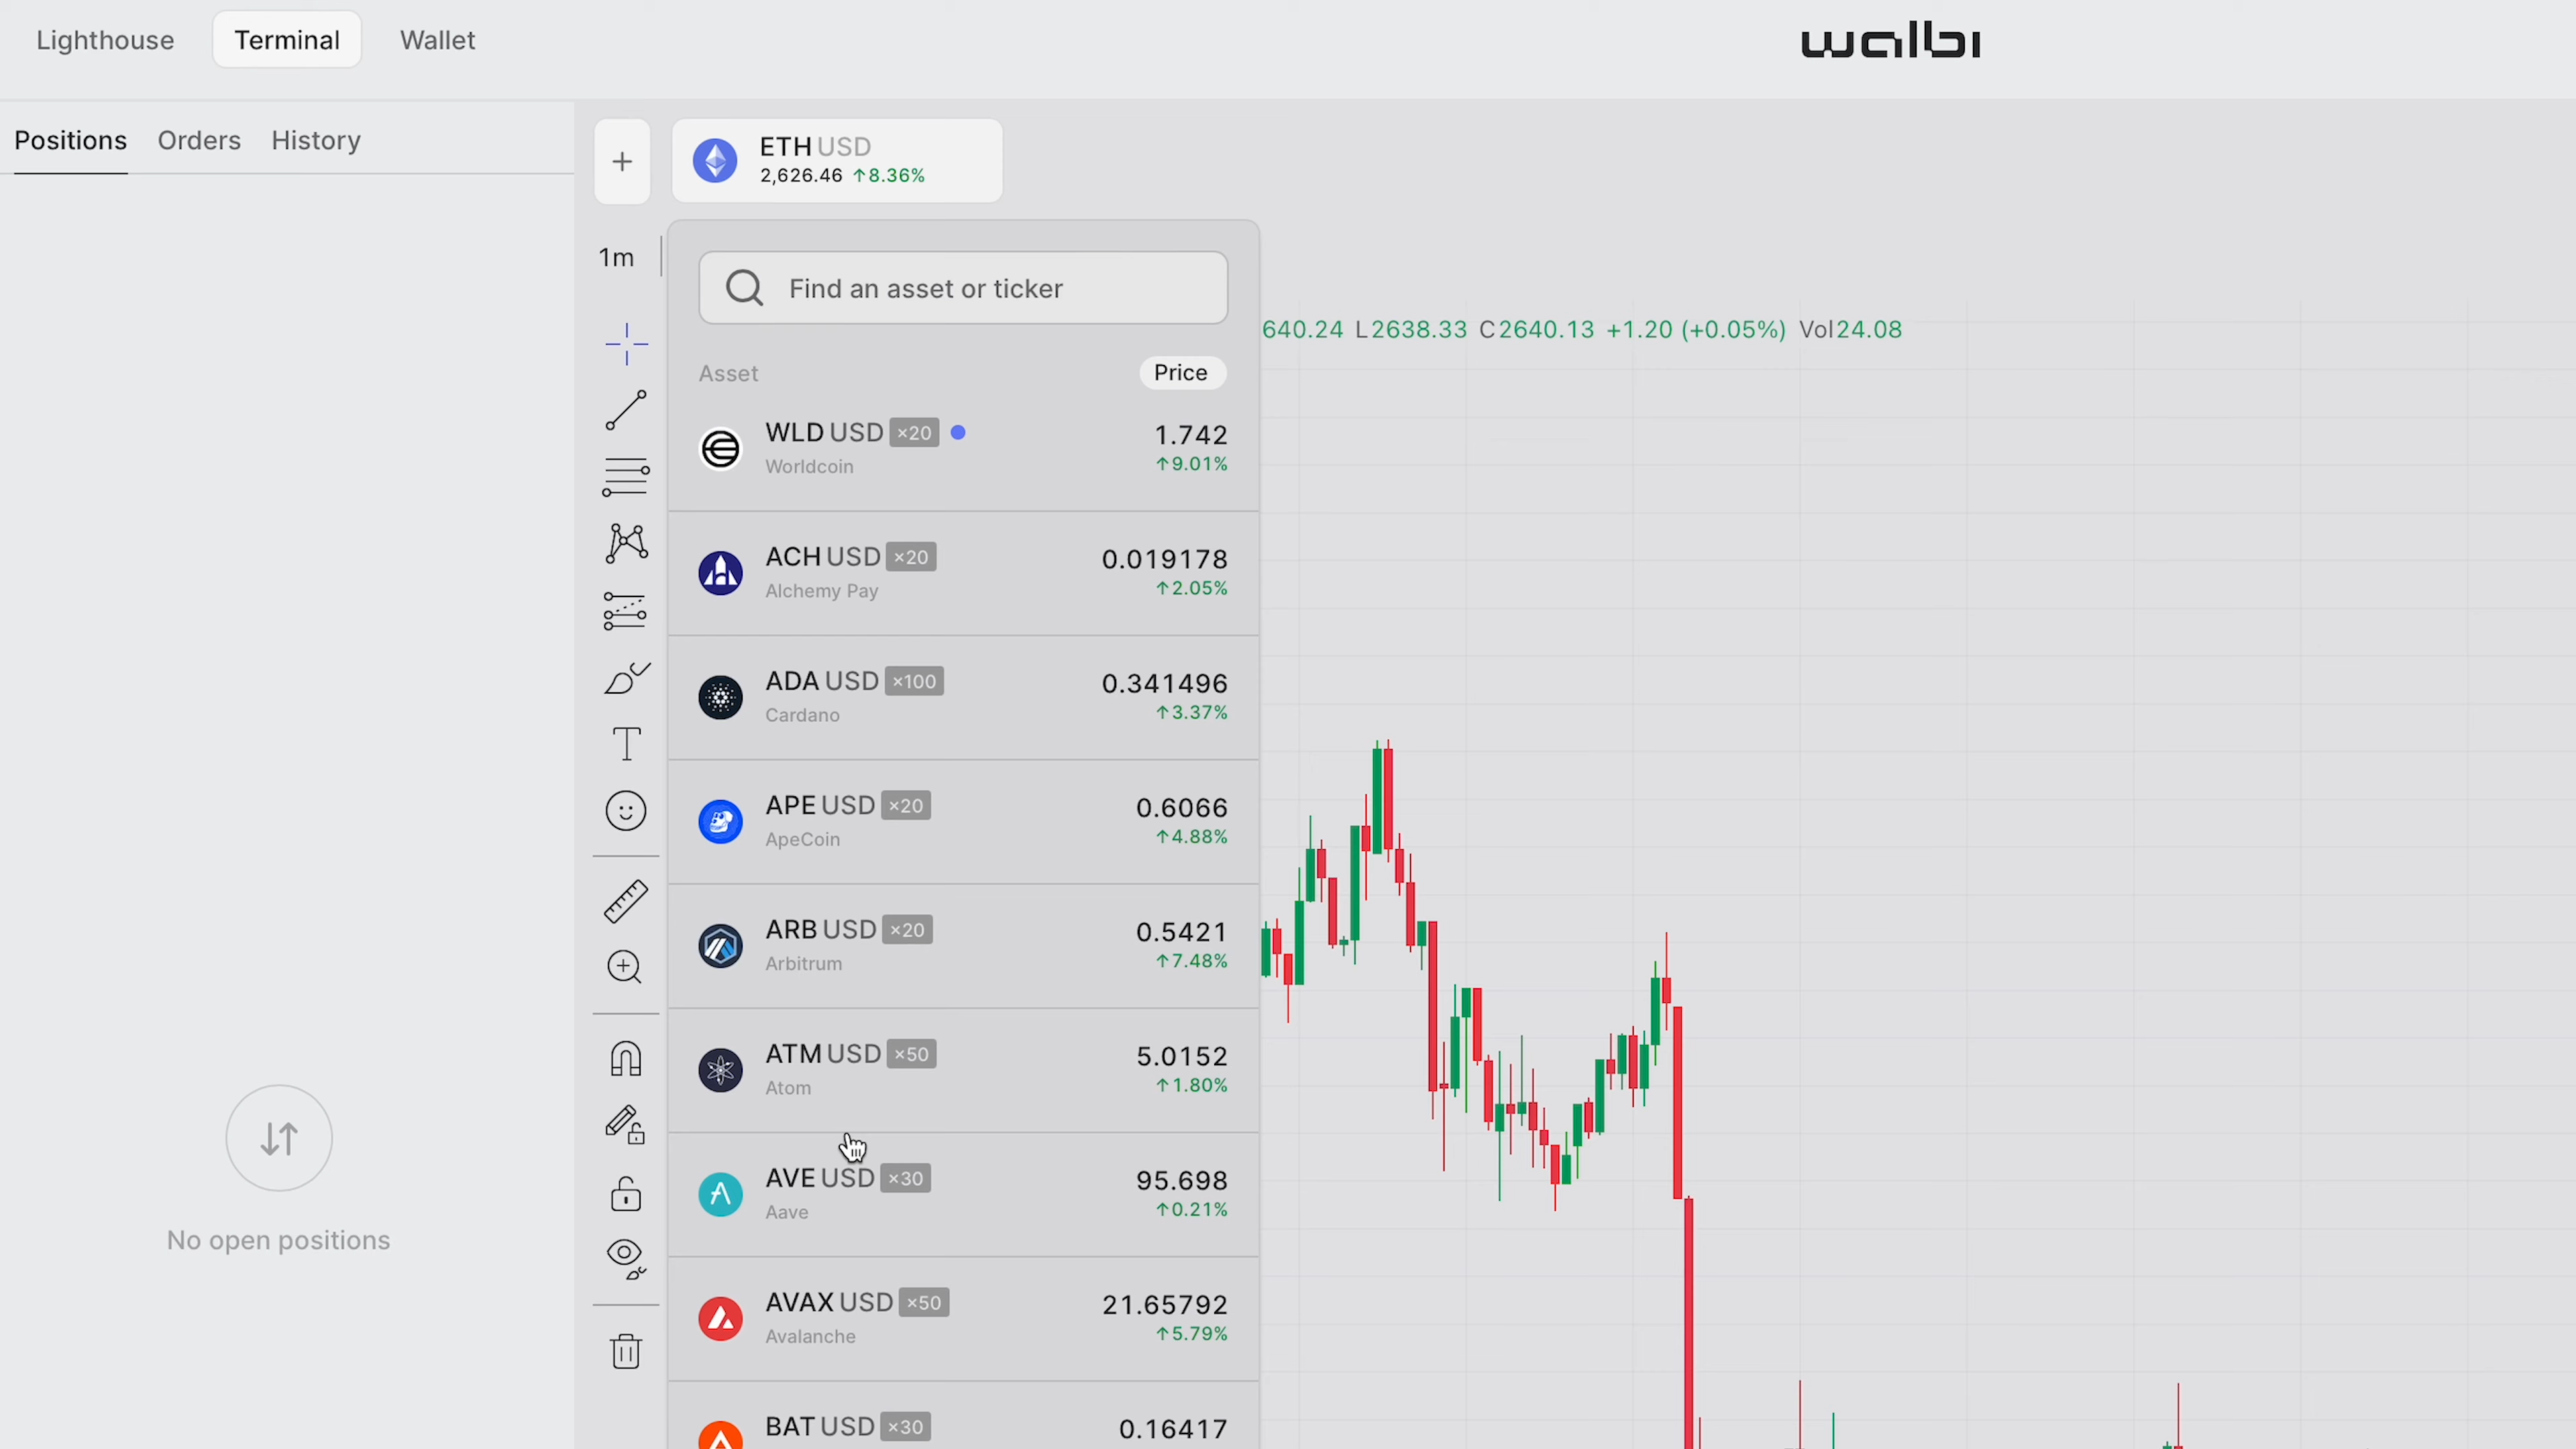 Lighthouse Terminal Wallet
walbi
Positions Orders History
+
ETH USD
2,626.46 ↑8.36%
1m
Find an asset or ticker
640.24 L2638.33 C2640.13 +1.20 (+0.05%) Vol24.08
Asset Price
WLD USD ×20 1.742
Worldcoin ↑9.01%
ACH USD ×20 0.019178
Alchemy Pay ↑2.05%
ADA USD ×100 0.341496
Cardano ↑3.37%
APE USD ×20 0.6066
ApeCoin ↑4.88%
ARB USD ×20 0.5421
Arbitrum ↑7.48%
ATM USD ×50 5.0152
Atom ↑1.80%
AVE USD ×30 95.698
Aave ↑0.21%
AVAX USD ×50 21.65792
Avalanche ↑5.79%
BAT USD ×30 0.16417
No open positions